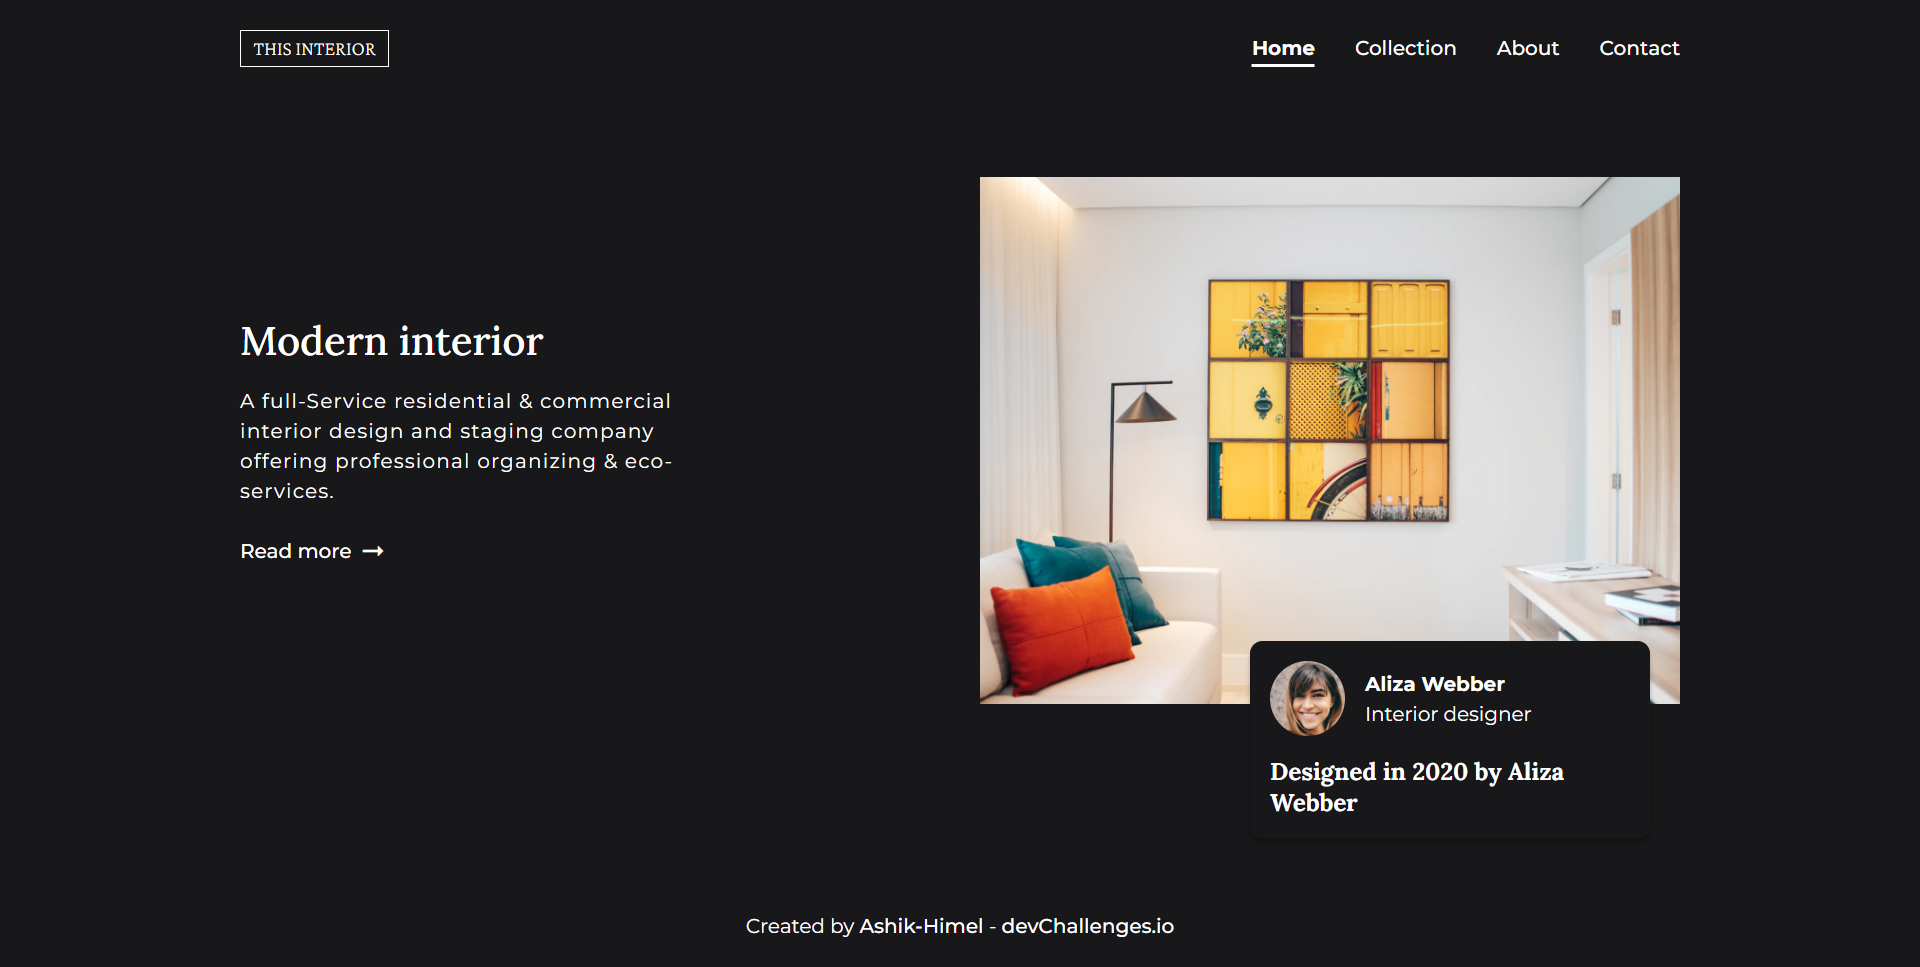 THIS INTERIOR
Home Collection About Contact
Modern interior
A full-Service residential & commercial
interior design and staging company
offering professional organizing & eco-
services.
Read more
Aliza Webber
Interior designer
Designed in 2020 by Aliza
Webber
Created by Ashik-Himel - devChallenges.io